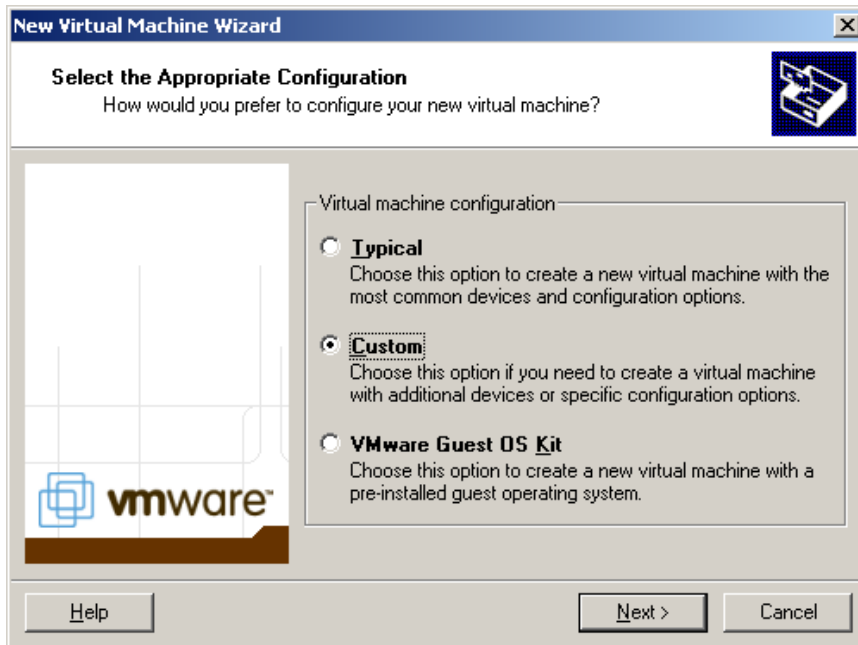 New Virtual Machine Wizard
Select the Appropriate Configuration
How would you prefer to configure your new virtual machine?
Virtual machine configuration
Typical
Choose this option to create a new virtual machine with the
most common devices and configuration options.
Custom
Choose this option if you need to create a virtual machine
with additional devices or specific configuration options.
VMware Guest OS Kit
Choose this option to create a new virtual machine with a
pre-installed guest operating system.
vmware™
Help
Next >
Cancel